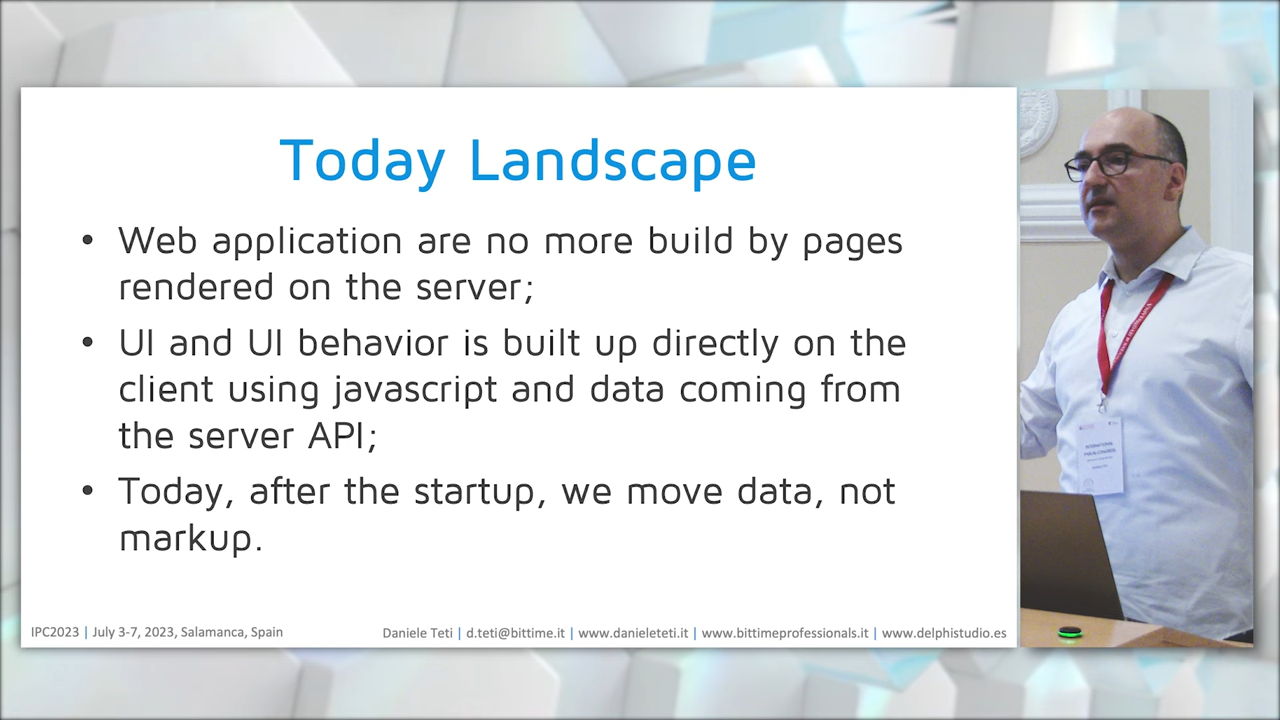 Today Landscape
• Web application are no more build by pages
rendered on the server;
• UI and UI behavior is built up directly on the
client using javascript and data coming from
the server API;
• Today, after the startup, we move data, not
markup.
IPC2023 | July 3-7, 2023, Salamanca, Spain
Daniele Teti | d.teti@bittime.it | www.danieleteti.it | www.bittimeprofessionals.it | www.delphistudio.es